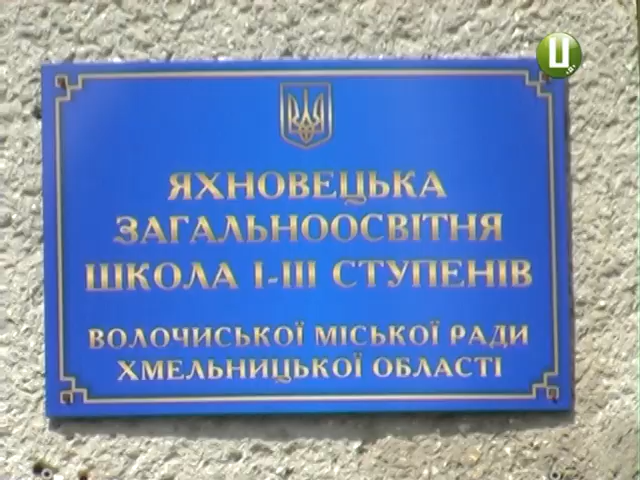 Ц
ЯХНОВЕЦЬКА
ЗАГАЛЬНООСВІТНЯ
ШКОЛА І-ІІІ СТУПЕНІВ
ВОЛОЧИСЬКОЇ МІСЬКОЇ РАДИ
ХМЕЛЬНИЦЬКОЇ ОБЛАСТІ